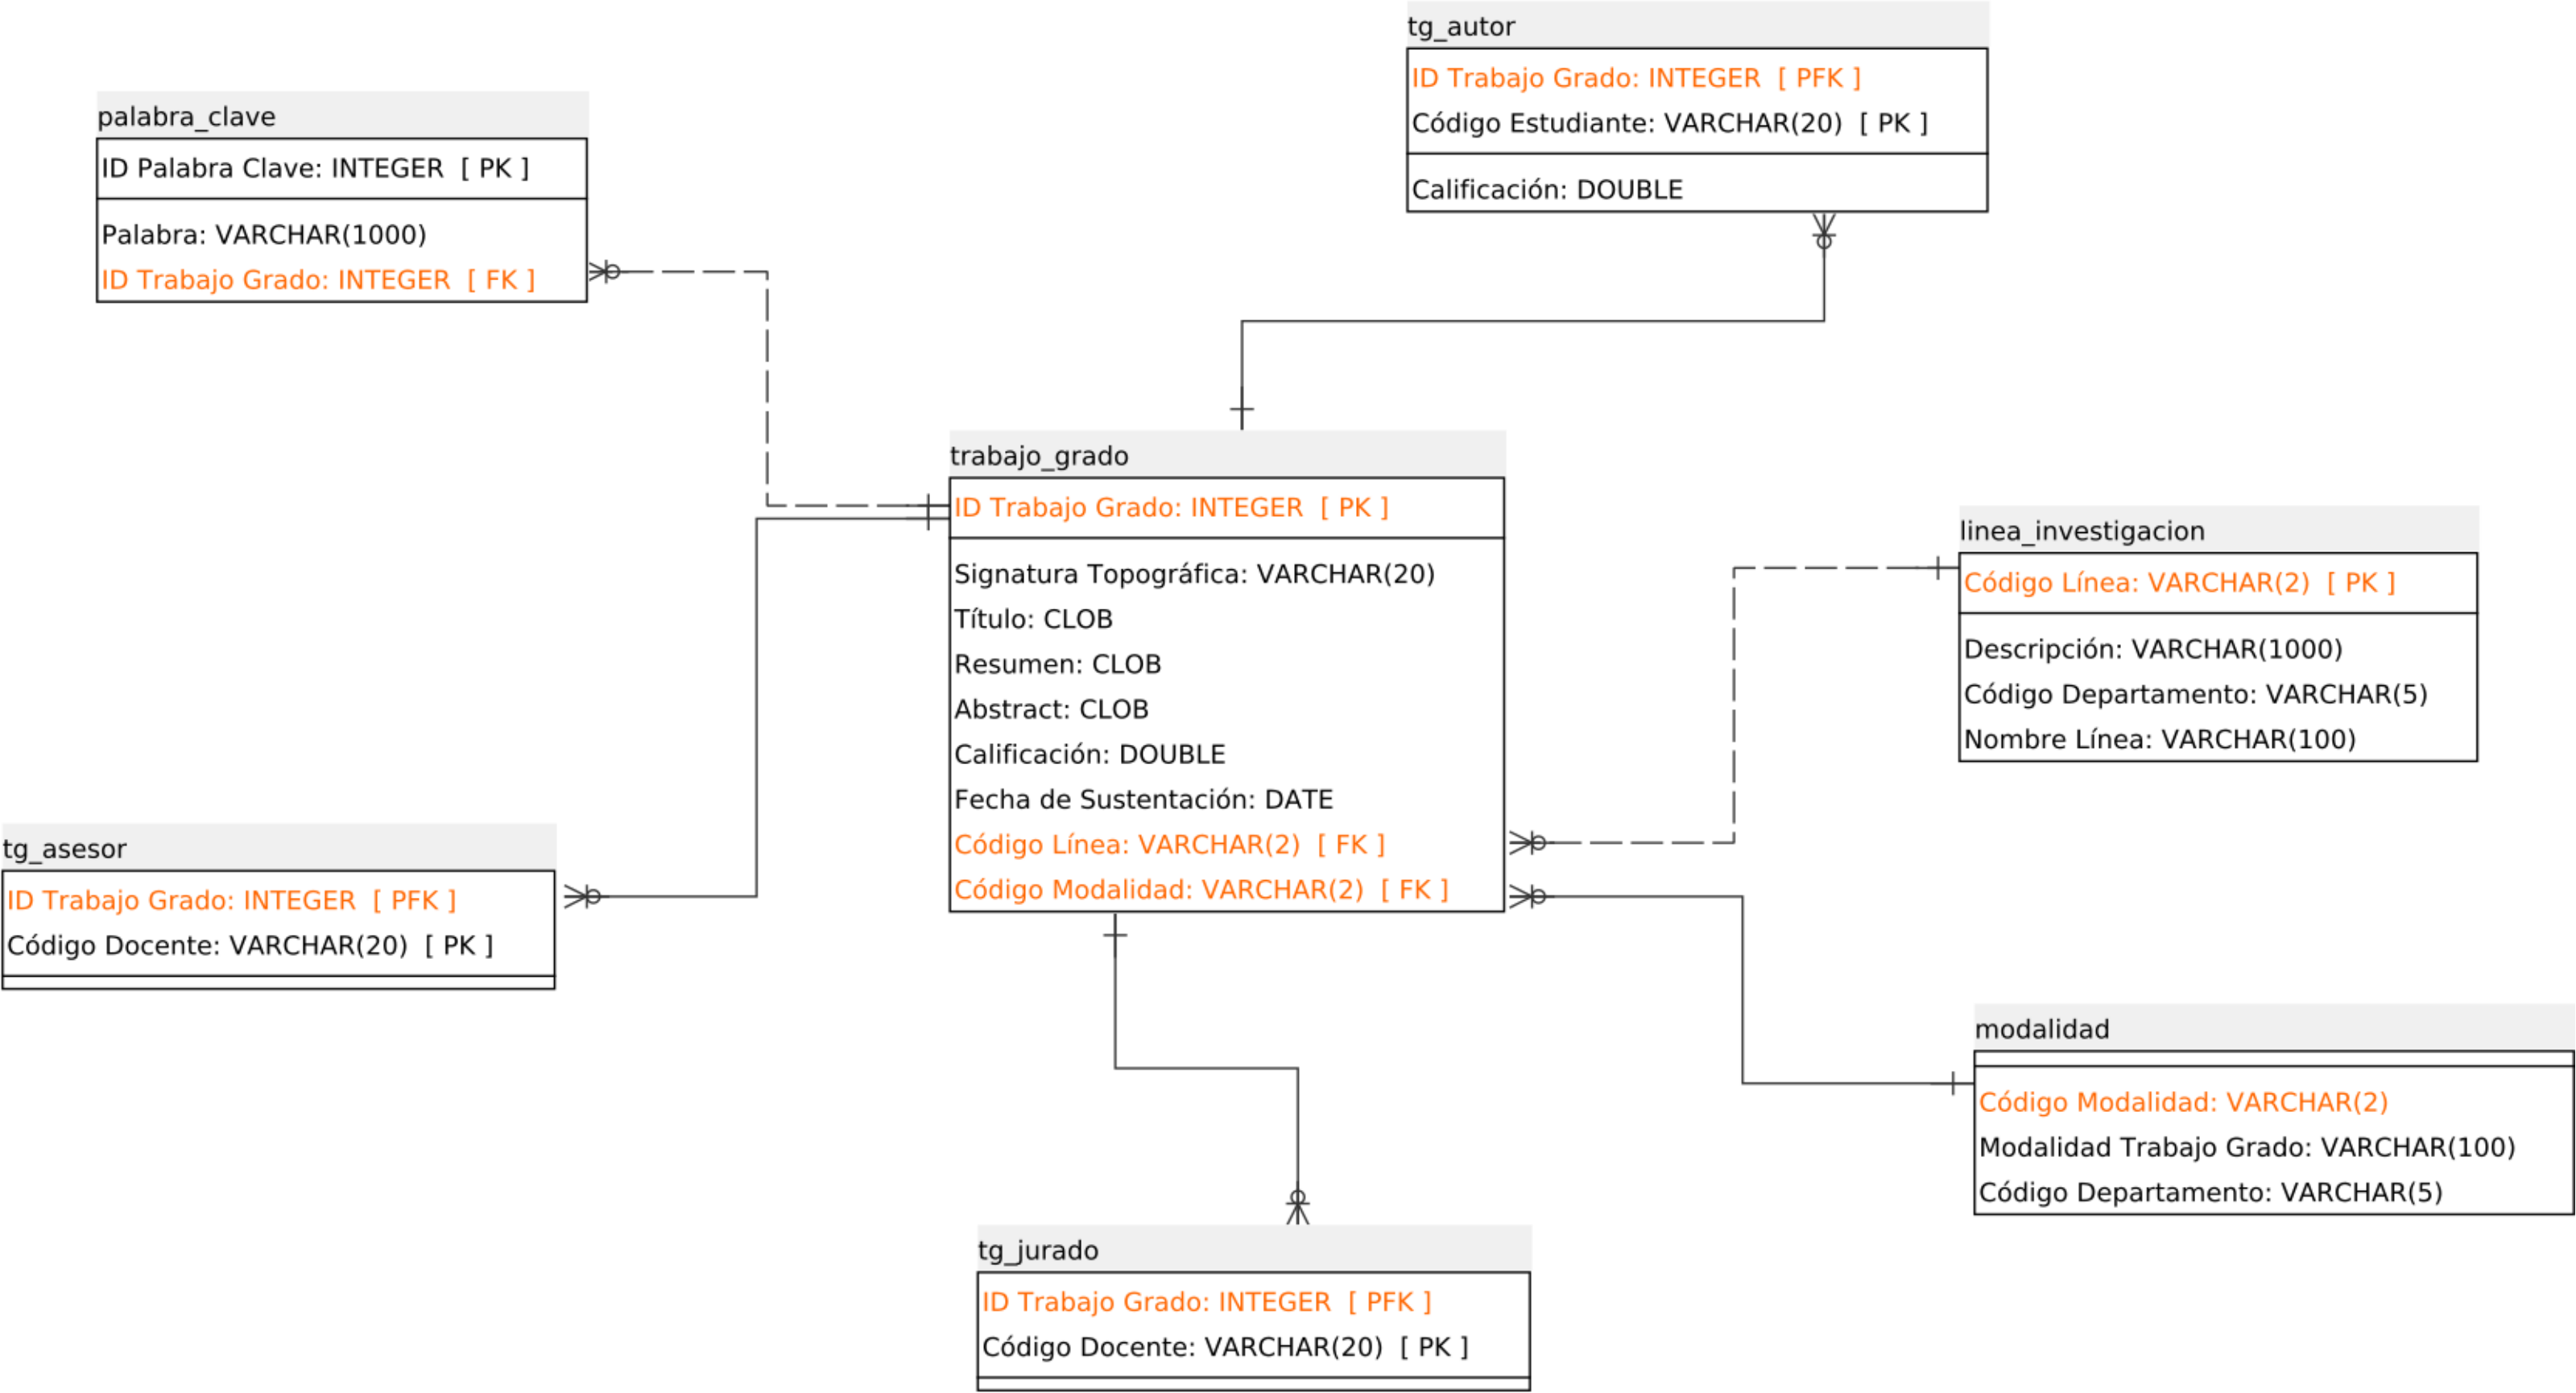 tg_autor
ID Trabajo Grado: INTEGER  [ PFK ]
Código Estudiante: VARCHAR(20)  [ PK ]
Calificación: DOUBLE
palabra_clave
ID Palabra Clave: INTEGER  [ PK ]
Palabra: VARCHAR(1000)
ID Trabajo Grado: INTEGER  [ FK ]
trabajo_grado
ID Trabajo Grado: INTEGER  [ PK ]
Signatura Topográfica: VARCHAR(20)
Título: CLOB
Resumen: CLOB
Abstract: CLOB
Calificación: DOUBLE
Fecha de Sustentación: DATE
Código Línea: VARCHAR(2)  [ FK ]
Código Modalidad: VARCHAR(2)  [ FK ]
linea_investigacion
Código Línea: VARCHAR(2)  [ PK ]
Descripción: VARCHAR(1000)
Código Departamento: VARCHAR(5)
Nombre Línea: VARCHAR(100)
tg_asesor
ID Trabajo Grado: INTEGER  [ PFK ]
Código Docente: VARCHAR(20)  [ PK ]
modalidad
Código Modalidad: VARCHAR(2)
Modalidad Trabajo Grado: VARCHAR(100)
Código Departamento: VARCHAR(5)
tg_jurado
ID Trabajo Grado: INTEGER  [ PFK ]
Código Docente: VARCHAR(20)  [ PK ]